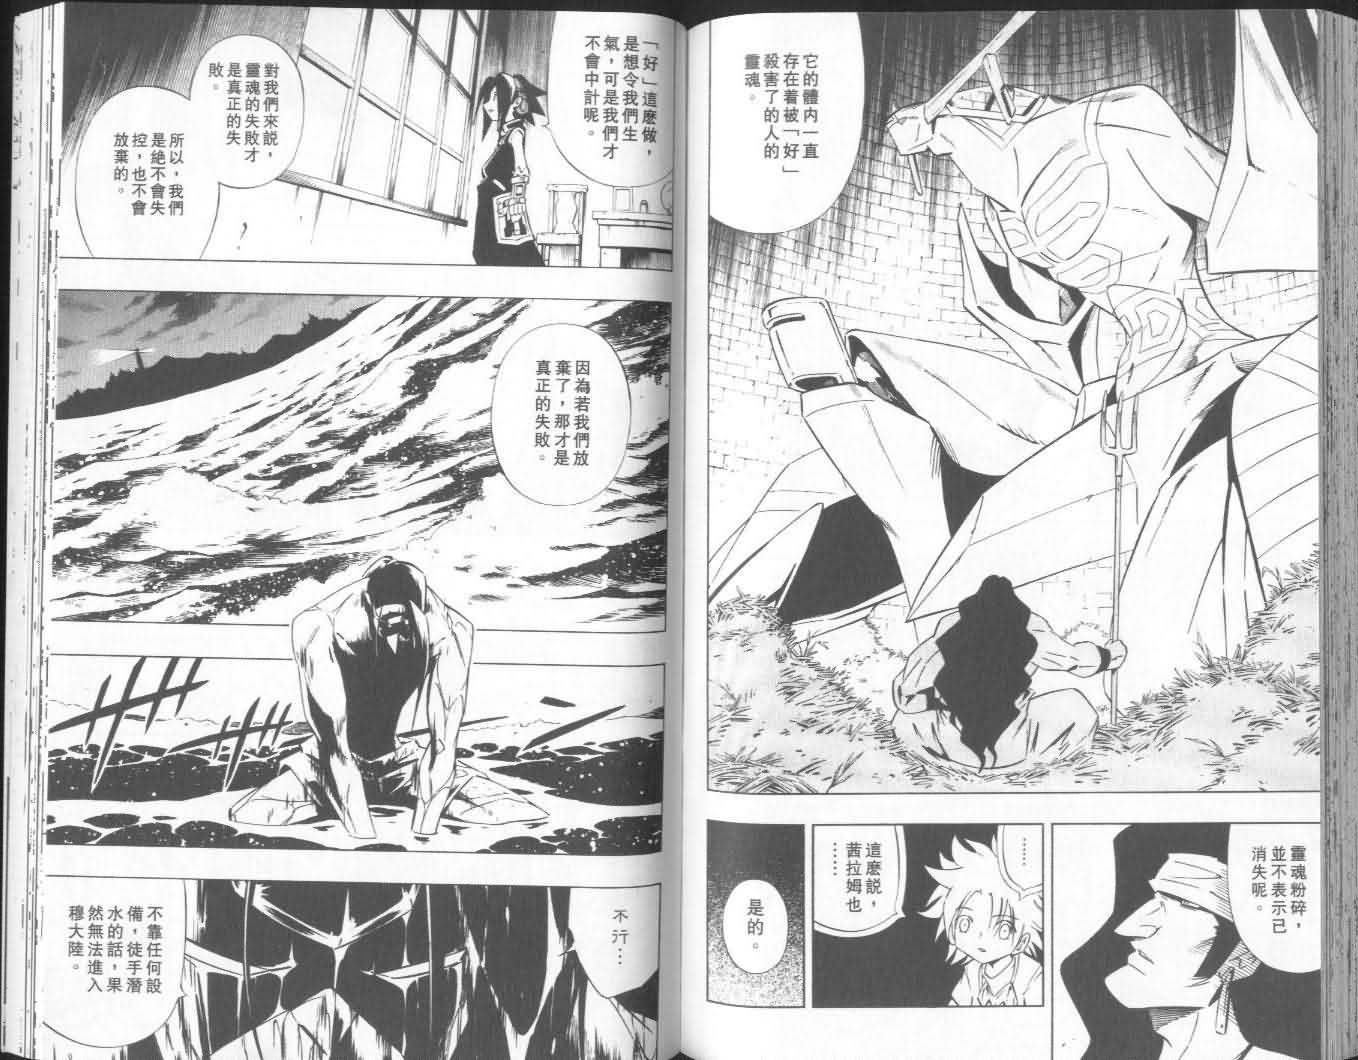 它的體內一直
存在着被「好」
殺害了的人的
靈魂。
靈魂粉碎,
並不表示已
消失呢。
……
這麼說,
茜拉姆也
……
是的。
「好」這麼做,
是想令我們生
氣,可是我們才
不會中計呢。
對我們來說,
靈魂的失敗才
是真正的失
敗。
所以,我們
是絕不會失
控,也不會
放棄的。
因為若我們放
棄了,那才是
真正的失敗。
不行…
不靠任何設
備,徒手潛
水的話,果
然無法進入
穆大陸。